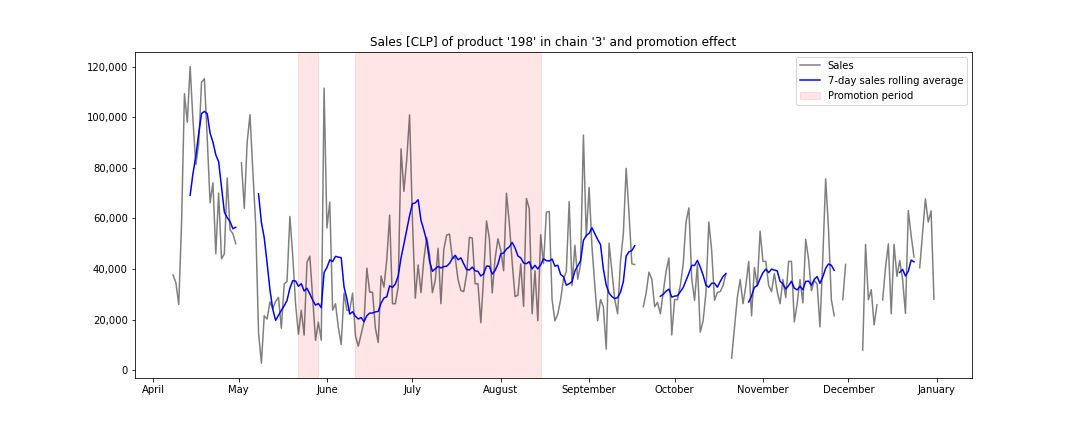 Sales [CLP] of product '198' in chain '3' and promotion effect
Sales
7-day sales rolling average
Promotion period
120,000
100,000
80,000
60,000
40,000
20,000
0
April May June July August September October November December January